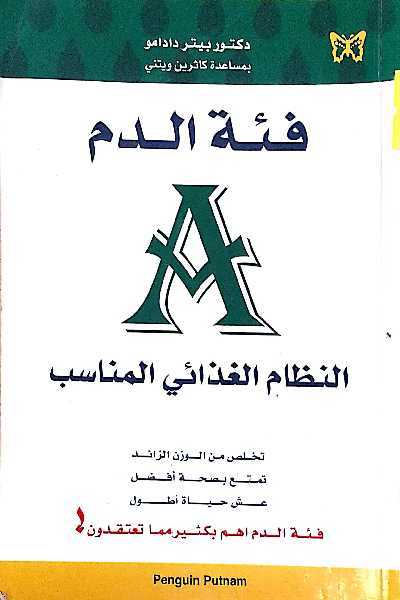 دكتور بيتر دادامو
بمساعدة كاثرين ويتني
فئة الدم
A
النظام الغذائي المناسب
تخلص من الوزن الزائد
تمتع بصحة أفضل
عش حياة أطول
فئة الدم اهم بكثير مما تعتقدون !
Penguin Putnam